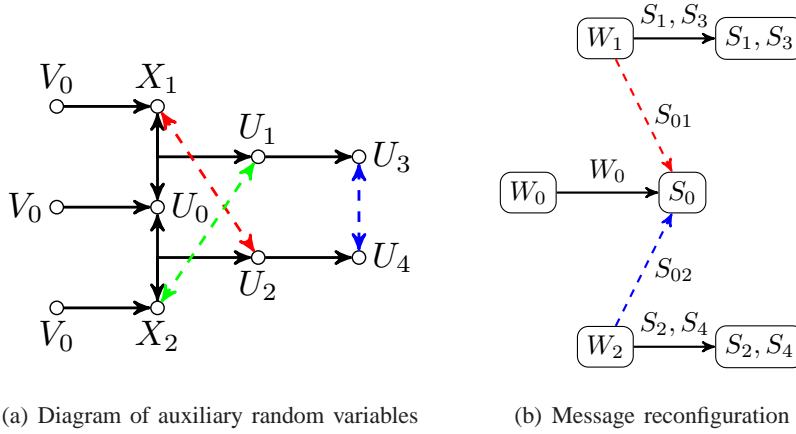 V₀
X₁
U₁
U₃
V₀
U₀
U₂
U₄
V₀
X₂
(a) Diagram of auxiliary random variables
W₁
S₁, S₃
S₁, S₃
S₀₁
W₀
W₀
S₀
S₀₂
W₂
S₂, S₄
S₂, S₄
(b) Message reconfiguration